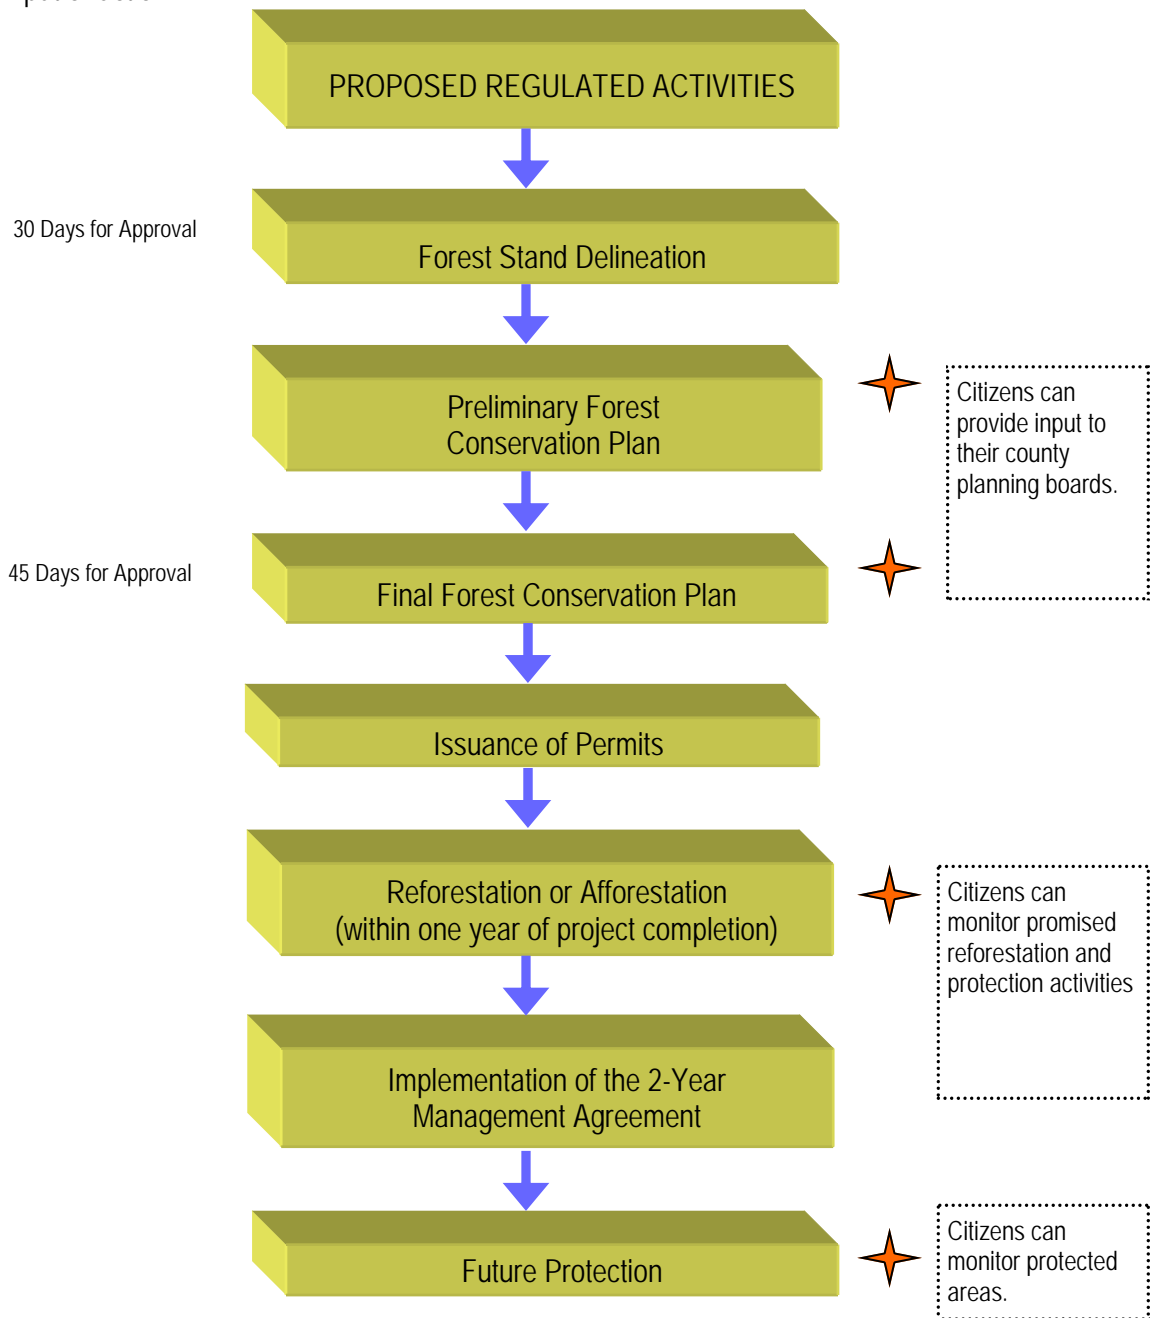 PROPOSED REGULATED ACTIVITIES
30 Days for Approval
Forest Stand Delineation
Preliminary Forest
Conservation Plan
Citizens can
provide input to
their county
planning boards.
45 Days for Approval
Final Forest Conservation Plan
Issuance of Permits
Reforestation or Afforestation
(within one year of project completion)
Citizens can
monitor promised
reforestation and
protection activities
Implementation of the 2-Year
Management Agreement
Future Protection
Citizens can
monitor protected
areas.